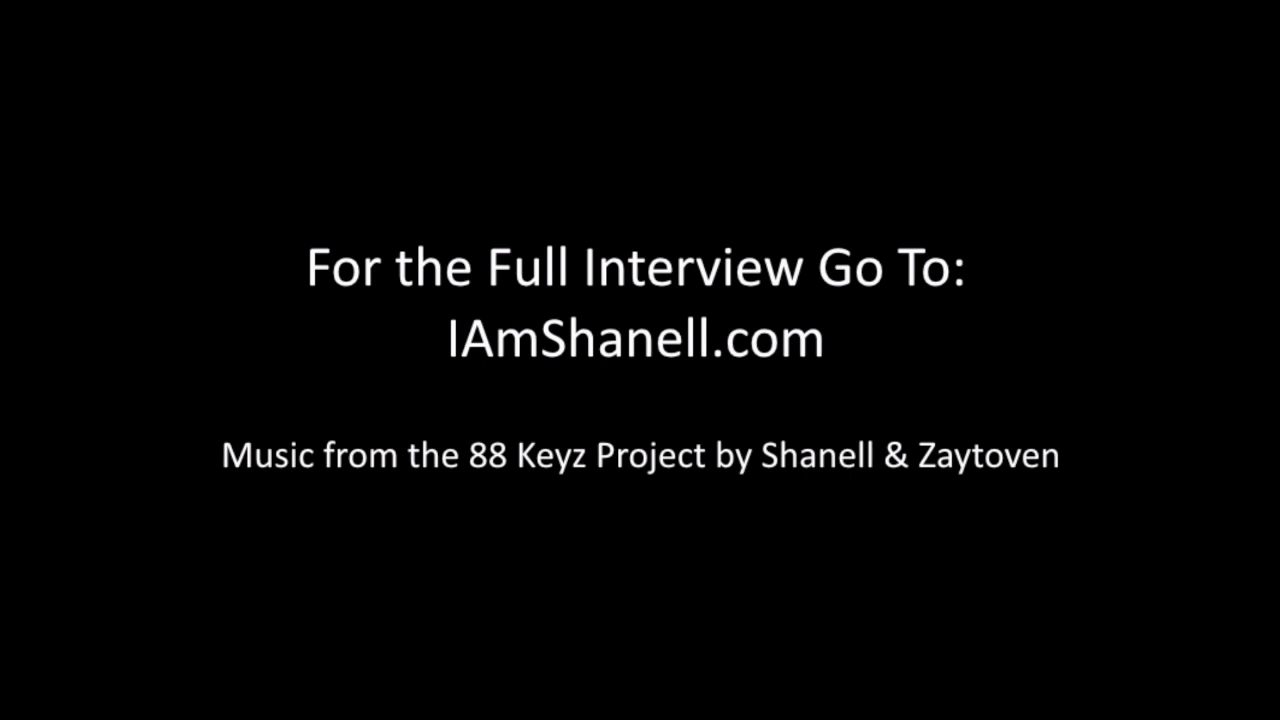 For the Full Interview Go To:
IAmShanell.com
Music from the 88 Keyz Project by Shanell & Zaytoven